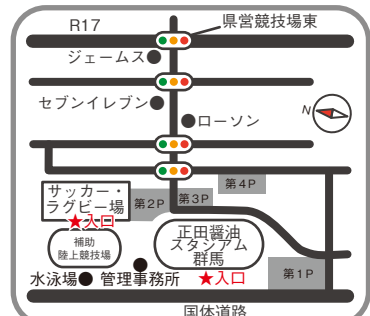 R17
県営競技場東
ジェームス
セブンイレブン
ローソン
N
第4P
サッカー・
ラグビー場
第2P
第3P
★入口
補助
陸上競技場
正田醤油
スタジアム
群馬
水泳場
管理事務所
★入口
第1P
国体道路